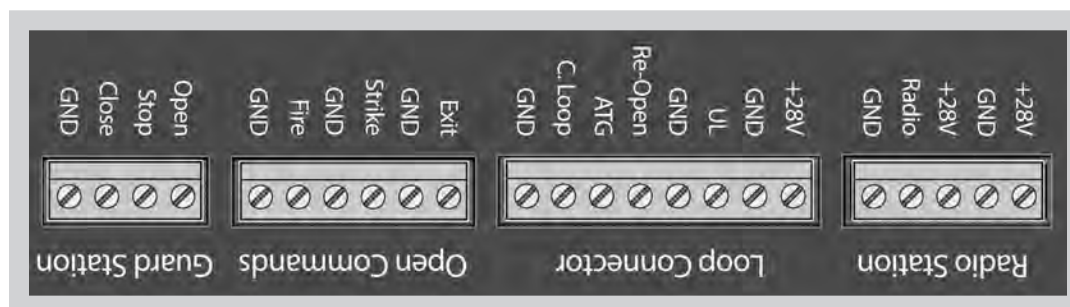 GND
Close
Stop
Open
GND
Fire
GND
Strike
GND
Exit
GND
C. Loop
ATG
Re-Open
GND
UL
GND
+28V
GND
Radio
+28V
GND
+28V
Guard Station
Open Commands
Loop Connector
Radio Station